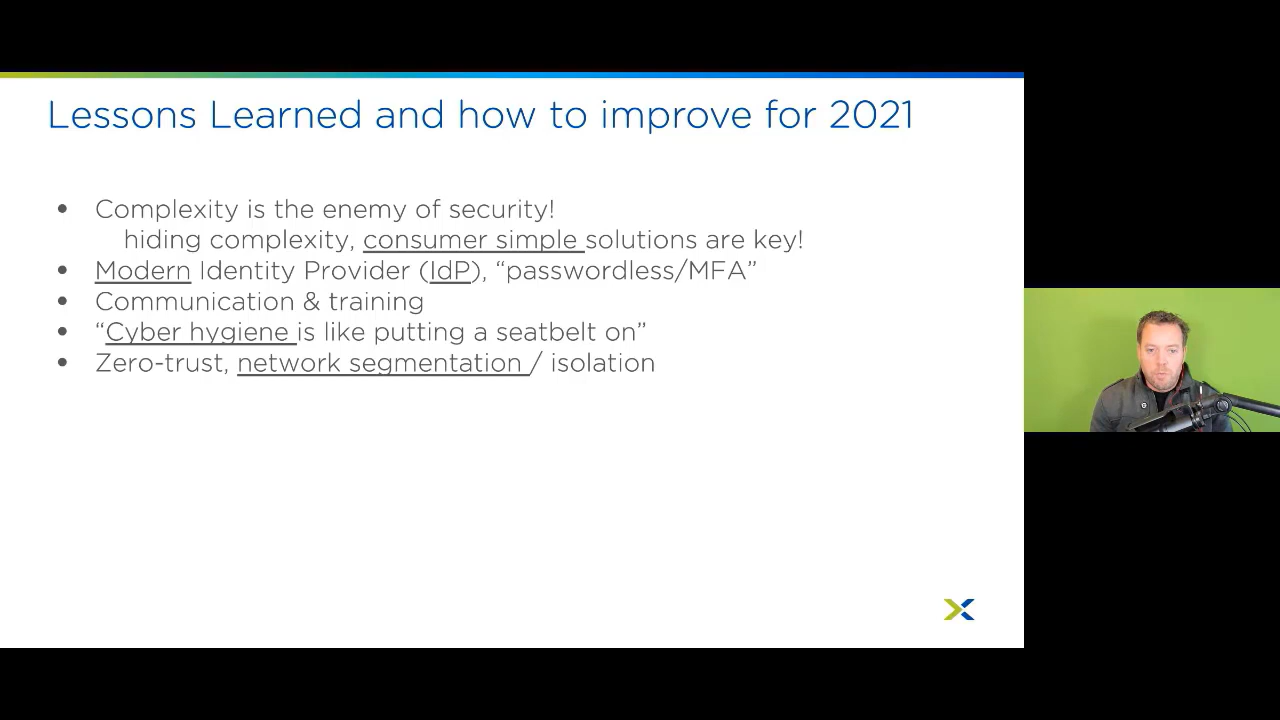 Lessons Learned and how to improve for 2021
• Complexity is the enemy of security!
hiding complexity, consumer simple solutions are key!
• Modern Identity Provider (IdP), “passwordless/MFA”
• Communication & training
• “Cyber hygiene is like putting a seatbelt on”
• Zero-trust, network segmentation / isolation